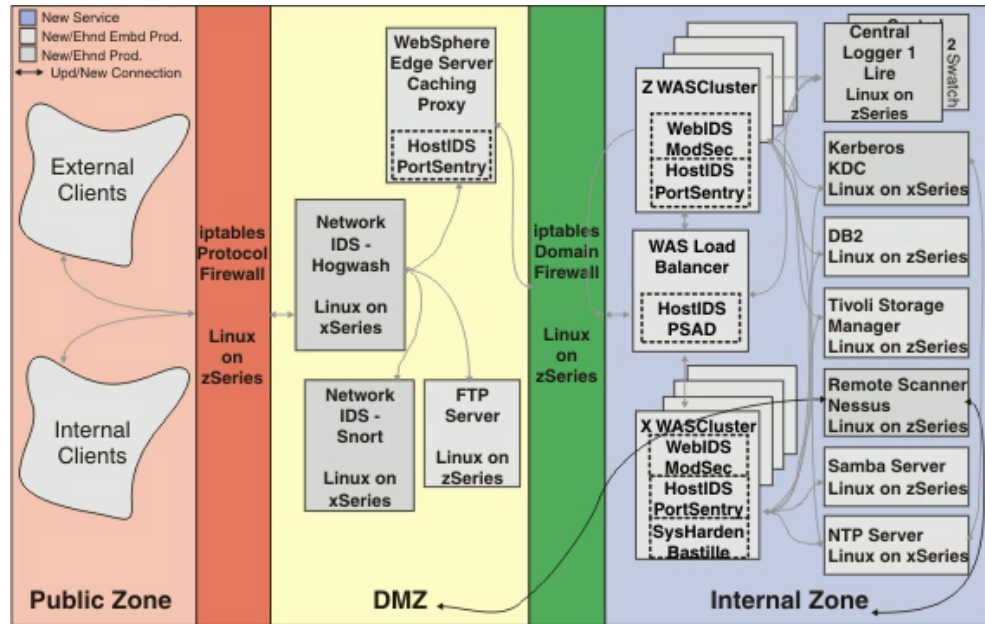 New Service
New/Ehnd Embd Prod.
New/Ehnd Prod.
Upd/New Connection
External
Clients
Internal
Clients
Public Zone
iptables
Protocol
Firewall
Linux
on
zSeries
WebSphere
Edge Server
Caching
Proxy
HostIDS
PortSentry
Network
IDS -
Hogwash
Linux on
xSeries
Network
IDS -
Snort
Linux on
xSeries
FTP
Server
Linux on
zSeries
DMZ
iptables
Domain
Firewall
Linux
on
zSeries
Z WASCluster
WebIDS
ModSec
HostIDS
PortSentry
WAS Load
Balancer
HostIDS
PSAD
X WASCluster
WebIDS
ModSec
HostIDS
PortSentry
SysHarden
Bastille
Central
Logger 1
Lire
Linux on
zSeries
2
Swatch
Kerberos
KDC
Linux on xSeries
DB2
Linux on zSeries
Tivoli Storage
Manager
Linux on zSeries
Remote Scanner
Nessus
Linux on zSeries
Samba Server
Linux on zSeries
NTP Server
Linux on xSeries
Internal Zone